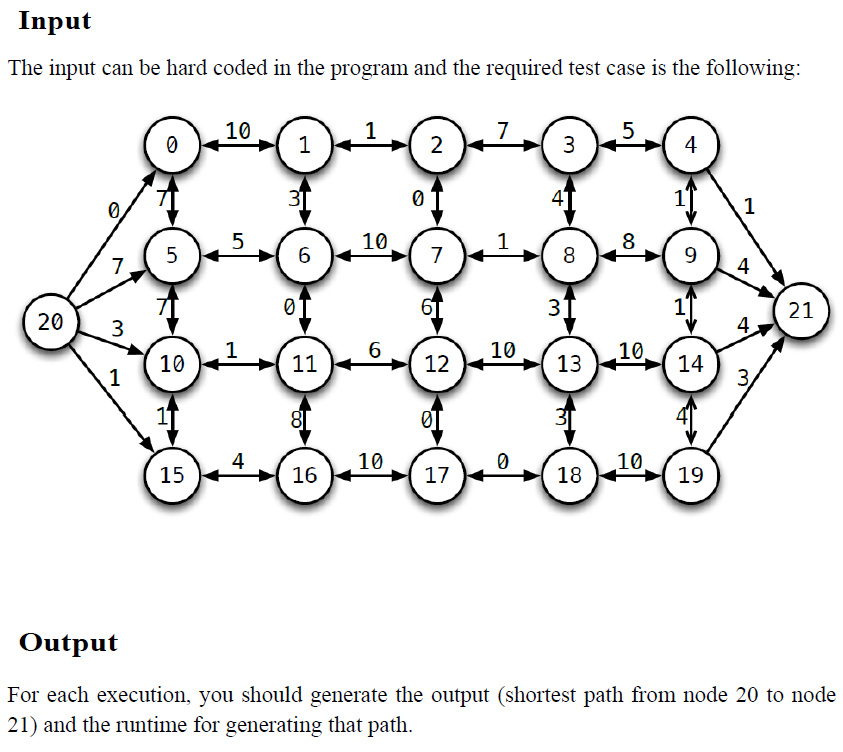 Input
The input can be hard coded in the program and the required test case is the following:
10 1 7 5
0 1 2 3 4
0 7 3 0 4 1 1
7 5 10 1 8 4
5 6 7 8 9
20 3 7 0 6 3 1 4 21
1 6 10 10
10 11 12 13 14
1 1 8 0 3 4 3
4 10 0 10
15 16 17 18 19
Output
For each execution, you should generate the output (shortest path from node 20 to node
21) and the runtime for generating that path.